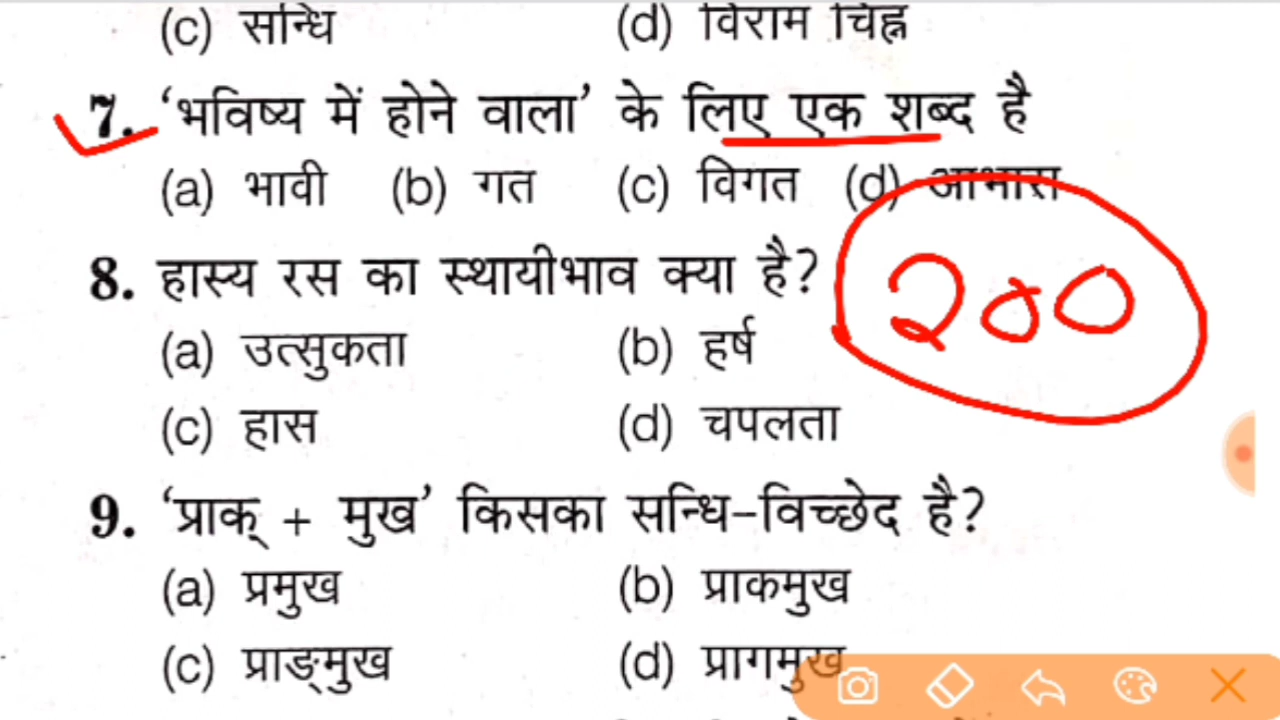 (c) सन्धि (d) विराम चिह्न
7. ‘भविष्य में होने वाला’ के लिए एक शब्द है
(a) भावी (b) गत (c) विगत (d) आभास
8. हास्य रस का स्थायीभाव क्या है?
200
(a) उत्सुकता (b) हर्ष
(c) हास (d) चपलता
9. ‘प्राक् + मुख’ किसका सन्धि-विच्छेद है?
(a) प्रमुख (b) प्राकमुख
(c) प्राङ्मुख (d) प्रागमुख